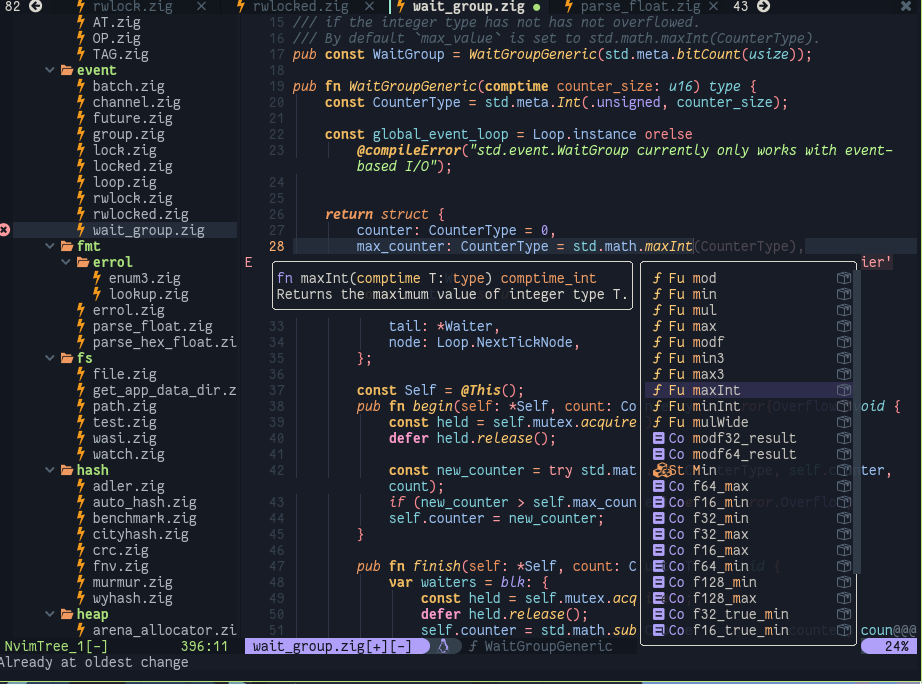 82 rwlock.zig rwlocked.zig wait_group.zig parse_float.zig 43
AT.zig
OP.zig
TAG.zig
event
batch.zig
channel.zig
future.zig
group.zig
lock.zig
locked.zig
loop.zig
rwlock.zig
rwlocked.zig
wait_group.zig
fmt
errol
enum3.zig
lookup.zig
errol.zig
parse_float.zig
parse_hex_float.zi
fs
file.zig
get_app_data_dir.z
path.zig
test.zig
wasi.zig
watch.zig
hash
adler.zig
auto_hash.zig
benchmark.zig
cityhash.zig
crc.zig
fnv.zig
murmur.zig
wyhash.zig
heap
arena_allocator.zi
NvimTree_1[-] 396:11
15 /// if the integer type has not has not overflowed.
16 /// By default `max_value` is set to std.math.maxInt(CounterType).
17 pub const WaitGroup = WaitGroupGeneric(std.meta.bitCount(usize));
18
19 pub fn WaitGroupGeneric(comptime counter_size: u16) type {
20 const CounterType = std.meta.Int(.unsigned, counter_size);
21
22 const global_event_loop = Loop.instance orelse
23 @compileError("std.event.WaitGroup currently only works with event-
based I/O");
24
25
26 return struct {
27 counter: CounterType = 0,
28 max_counter: CounterType = std.math.maxInt(CounterType),
E ier'
fn maxInt(comptime T: type) comptime_int
Returns the maximum value of integer type T.
33 tail: *Waiter,
34 node: Loop.NextTickNode,
35 };
36
37 const Self = @This();
38 pub fn begin(self: *Self, count: Co oid {
39 const held = self.mutex.acquire
40 defer held.release();
41
42 const new_counter = try std.mat nter,
count);
43 if (new_counter > self.max_coun
44 self.counter = new_counter;
45 }
46
47 pub fn finish(self: *Self, count: C
48 var waiters = blk: {
49 const held = self.mutex.acq
50 defer held.release();
51 self.counter = std.math.sub coun@@@
ƒ Fu mod
ƒ Fu min
ƒ Fu mul
ƒ Fu max
ƒ Fu modf
ƒ Fu min3
ƒ Fu max3
ƒ Fu maxInt
ƒ Fu minInt
ƒ Fu mulWide
Co modf32_result
Co modf64_result
St Min
Co f64_max
Co f16_min
Co f32_min
Co f32_max
Co f16_max
Co f64_min
Co f128_min
Co f128_max
Co f32_true_min
Co f16_true_min
wait_group.zig[+][-] ƒ WaitGroupGeneric 24%
Already at oldest change